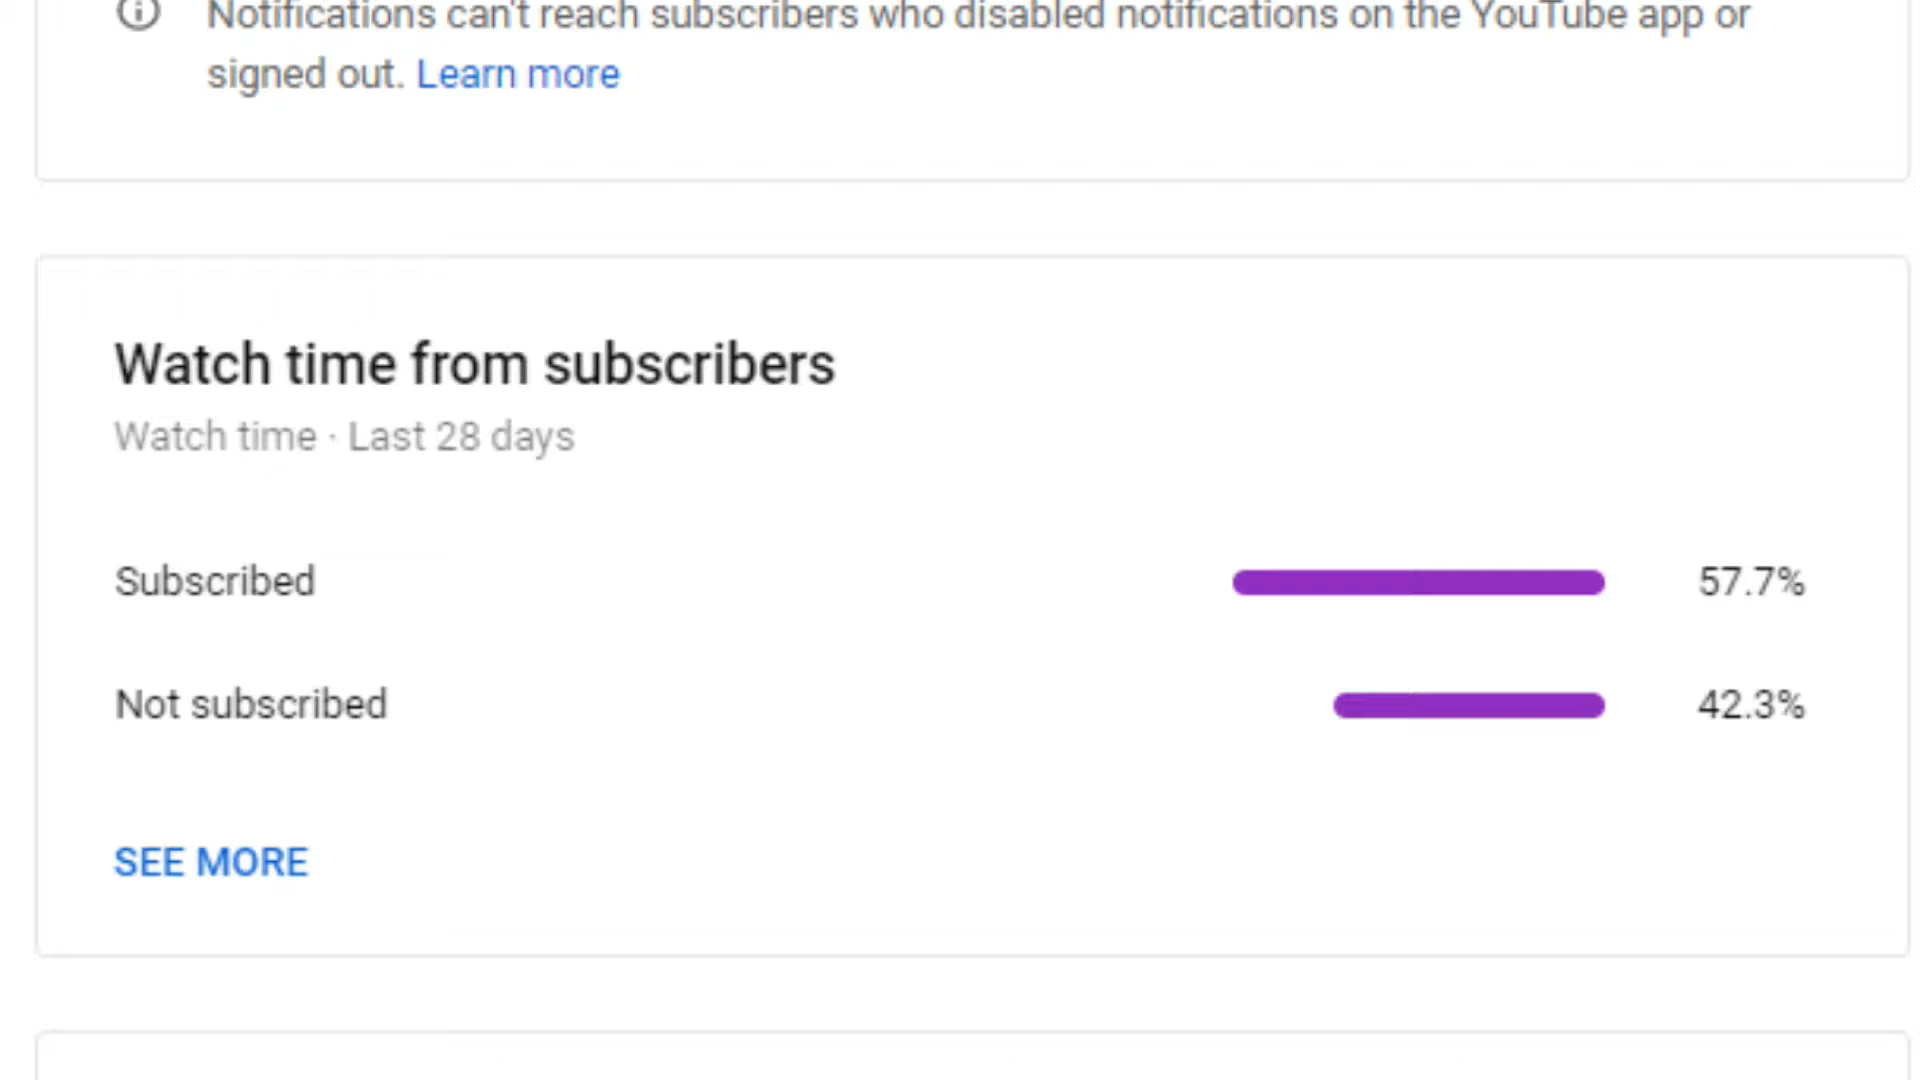 Notifications can't reach subscribers who disabled notifications on the YouTube app or
signed out. Learn more
Watch time from subscribers
Watch time · Last 28 days
Subscribed 57.7%
Not subscribed 42.3%
SEE MORE